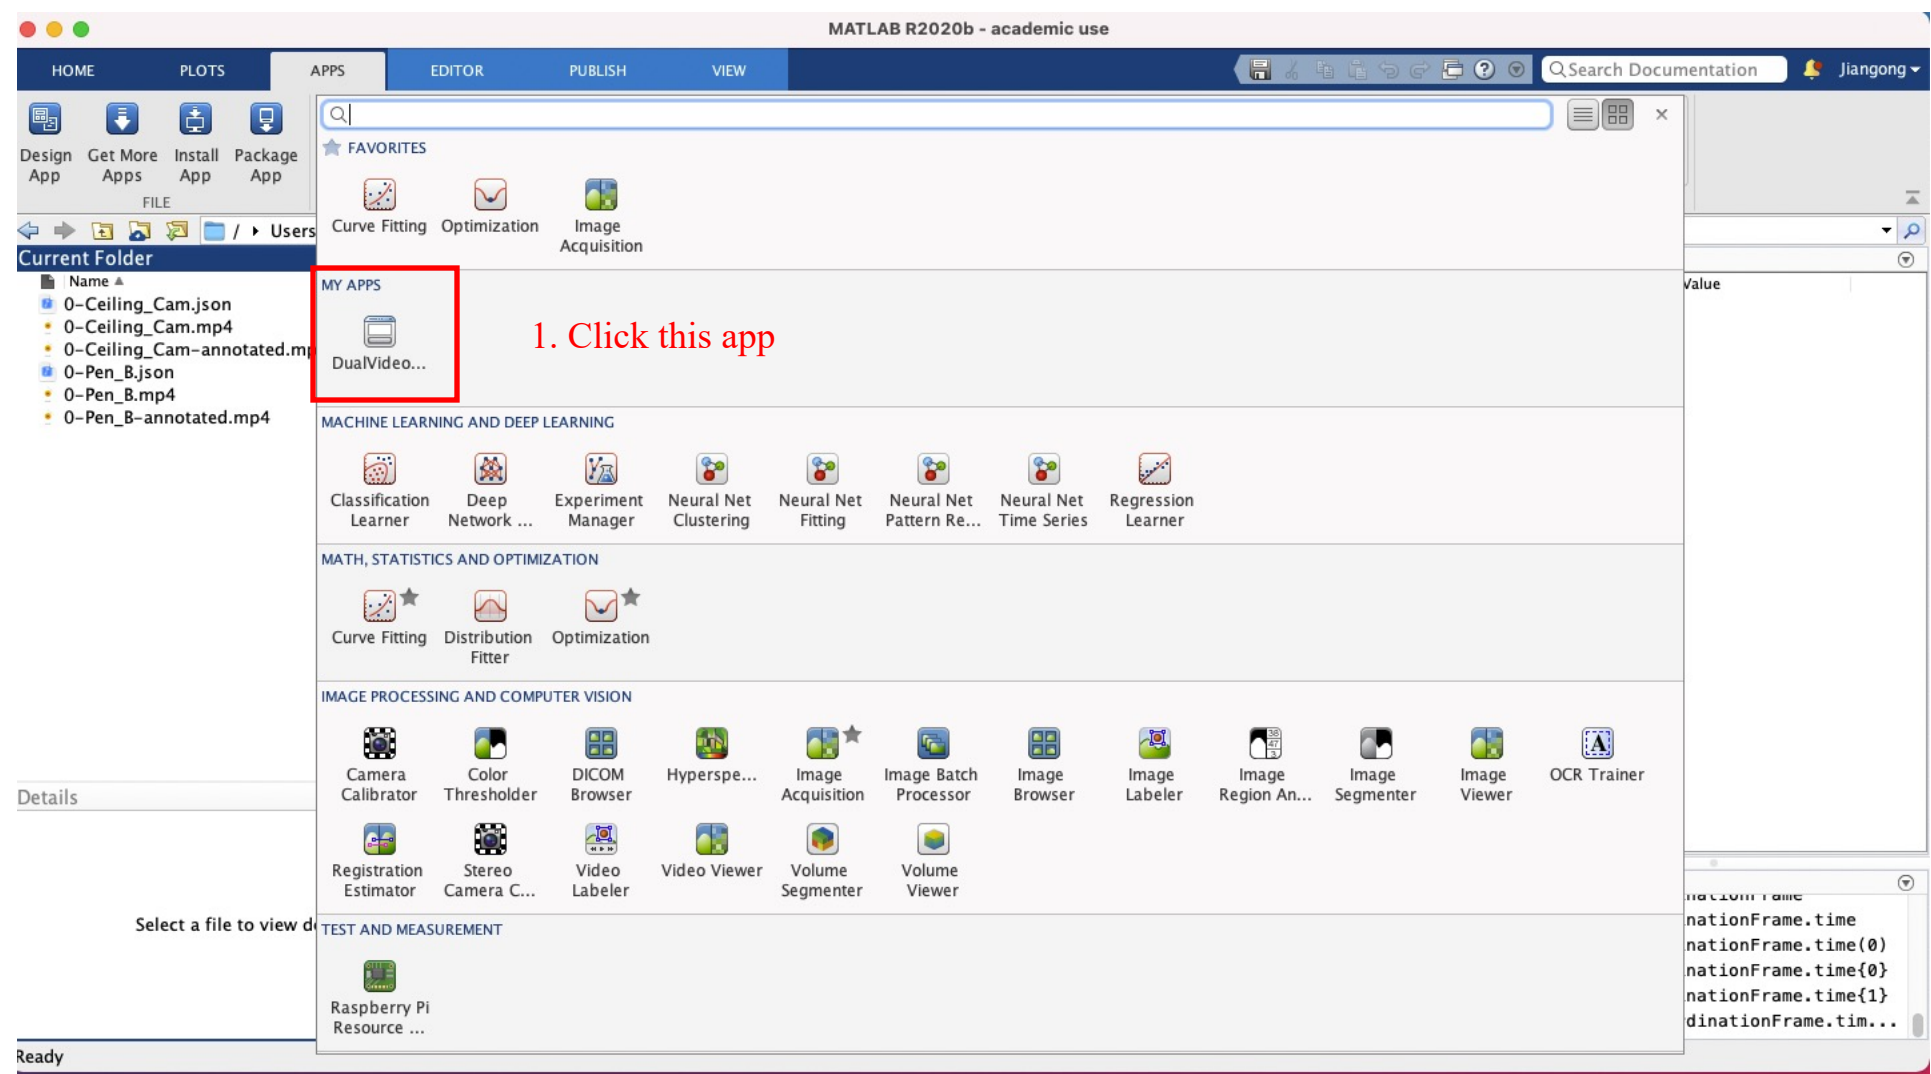 MATLAB R2020b - academic use
HOME PLOTS APPS EDITOR PUBLISH VIEW
Search Documentation
Jiangong
Design App
Get More Apps
Install App
Package App
FILE
/ Users
Current Folder
Name
0-Ceiling_Cam.json
0-Ceiling_Cam.mp4
0-Ceiling_Cam-annotated.mp
0-Pen_B.json
0-Pen_B.mp4
0-Pen_B-annotated.mp4
Details
Select a file to view de
Ready
FAVORITES
Curve Fitting
Optimization
Image Acquisition
MY APPS
DualVideo...
1. Click this app
MACHINE LEARNING AND DEEP LEARNING
Classification Learner
Deep Network ...
Experiment Manager
Neural Net Clustering
Neural Net Fitting
Neural Net Pattern Re...
Neural Net Time Series
Regression Learner
MATH, STATISTICS AND OPTIMIZATION
Curve Fitting
Distribution Fitter
Optimization
IMAGE PROCESSING AND COMPUTER VISION
Camera Calibrator
Color Thresholder
DICOM Browser
Hyperspe...
Image Acquisition
Image Batch Processor
Image Browser
Image Labeler
Image Region An...
Image Segmenter
Image Viewer
OCR Trainer
Registration Estimator
Stereo Camera C...
Video Labeler
Video Viewer
Volume Segmenter
Volume Viewer
TEST AND MEASUREMENT
Raspberry Pi Resource ...
Value
nationFrame.time
nationFrame.time(0)
nationFrame.time{0}
nationFrame.time{1}
dinationFrame.tim...